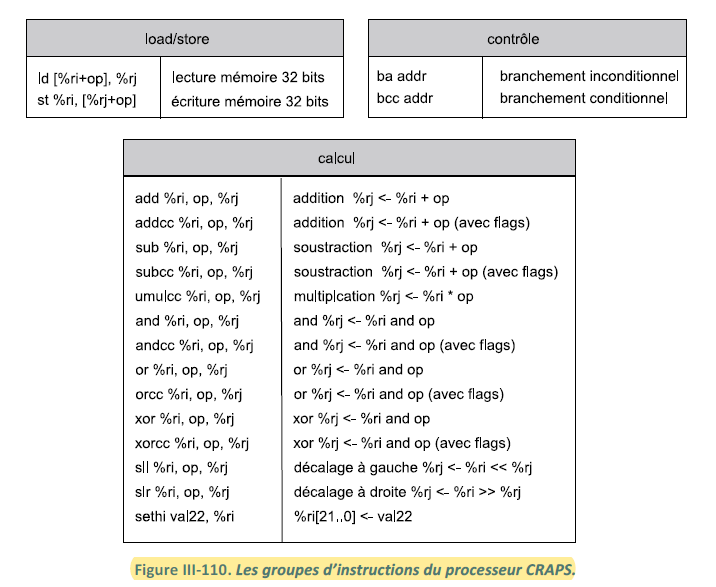 load/store
ld [%ri+op], %rj lecture mémoire 32 bits
st %ri, [%rj+op] écriture mémoire 32 bits
contrôle
ba addr branchement inconditionnel
bcc addr branchement conditionnel
calcul
add %ri, op, %rj addition %rj <- %ri + op
addcc %ri, op, %rj addition %rj <- %ri + op (avec flags)
sub %ri, op, %rj soustraction %rj <- %ri + op
subcc %ri, op, %rj soustraction %rj <- %ri + op (avec flags)
umulcc %ri, op, %rj multiplcation %rj <- %ri * op
and %ri, op, %rj and %rj <- %ri and op
andcc %ri, op, %rj and %rj <- %ri and op (avec flags)
or %ri, op, %rj or %rj <- %ri and op
orcc %ri, op, %rj or %rj <- %ri and op (avec flags)
xor %ri, op, %rj xor %rj <- %ri and op
xorcc %ri, op, %rj xor %rj <- %ri and op (avec flags)
sll %ri, op, %rj décalage à gauche %rj <- %ri << %rj
slr %ri, op, %rj décalage à droite %rj <- %ri >> %rj
sethi val22, %ri %ri[21..0] <- val22
Figure III-110. Les groupes d’instructions du processeur CRAPS.